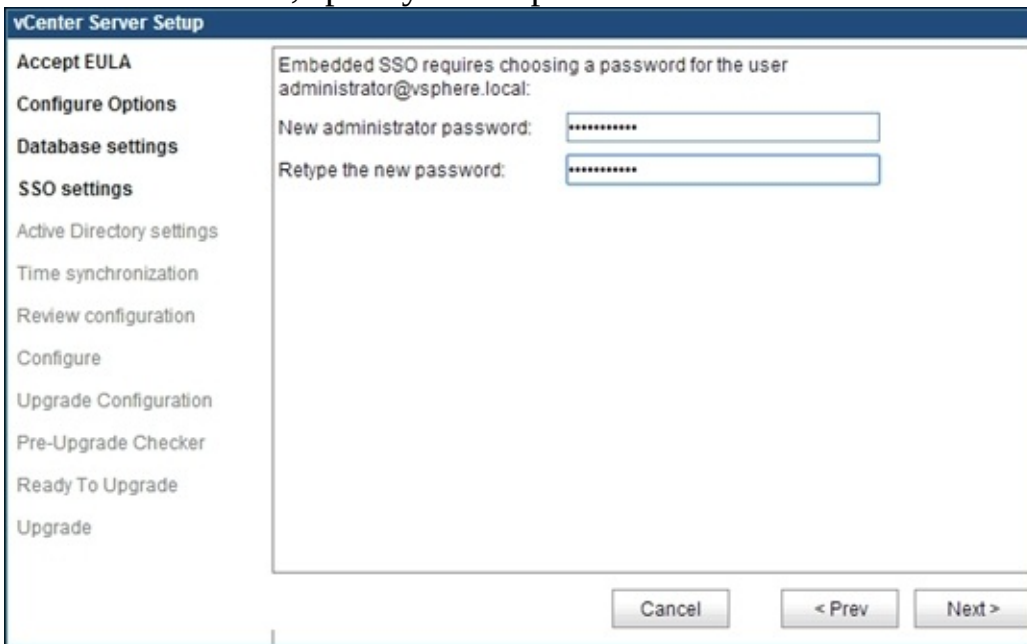 vCenter Server Setup
Accept EULA
Configure Options
Database settings
SSO settings
Active Directory settings
Time synchronization
Review configuration
Configure
Upgrade Configuration
Pre-Upgrade Checker
Ready To Upgrade
Upgrade
Embedded SSO requires choosing a password for the user
administrator@vsphere.local:
New administrator password: •••••••••••
Retype the new password: •••••••••••
Cancel < Prev Next >